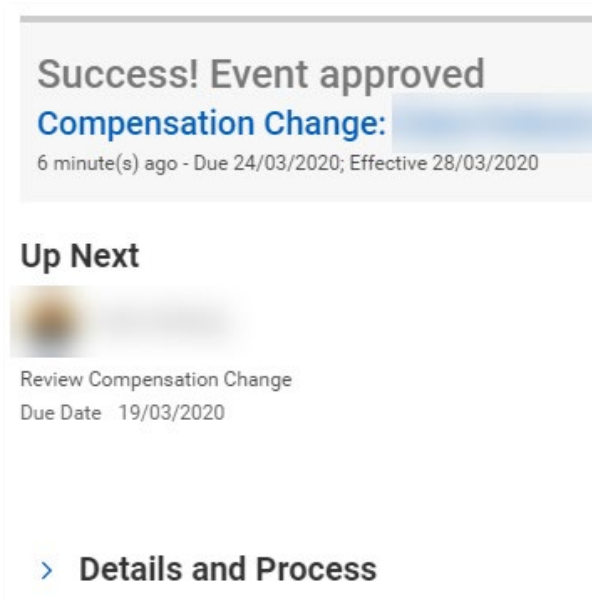 Success! Event approved
Compensation Change:
6 minute(s) ago - Due 24/03/2020; Effective 28/03/2020
Up Next
Review Compensation Change
Due Date 19/03/2020
Details and Process